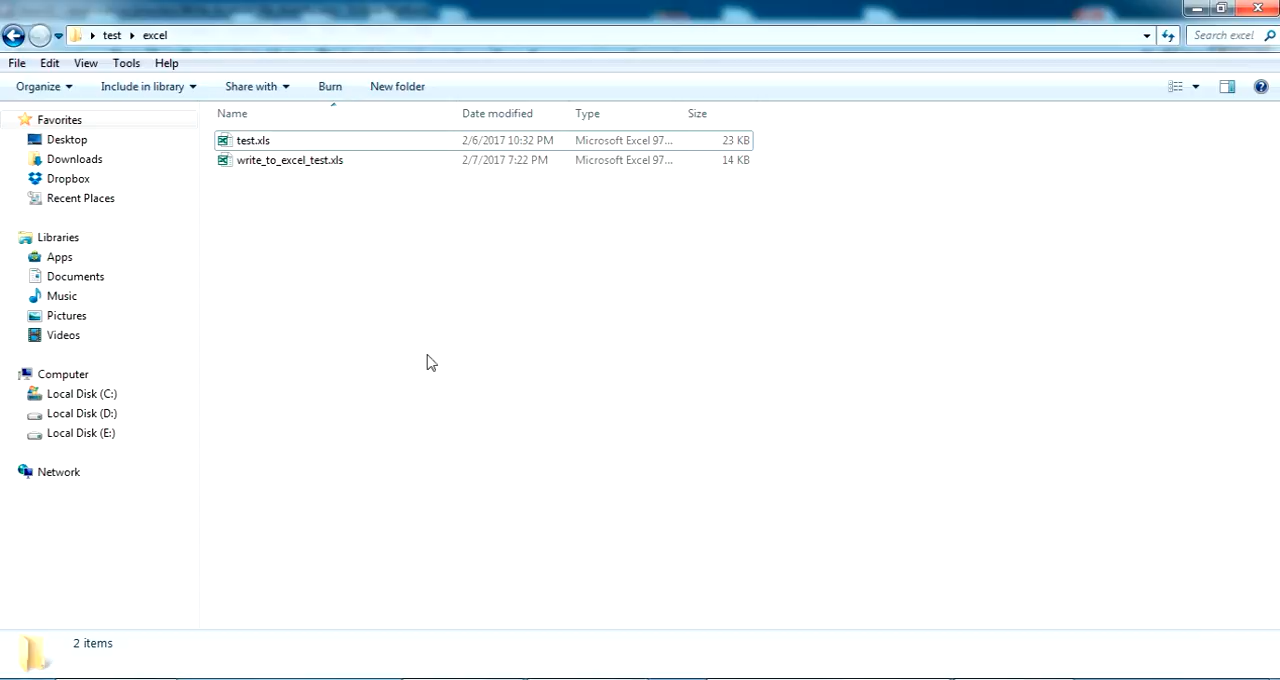 test excel
Search excel
File Edit View Tools Help
Organize Include in library Share with Burn New folder
Name Date modified Type Size
Favorites
Desktop
Downloads
Dropbox
Recent Places
Libraries
Apps
Documents
Music
Pictures
Videos
Computer
Local Disk (C:)
Local Disk (D:)
Local Disk (E:)
Network
test.xls 2/6/2017 10:32 PM Microsoft Excel 97... 23 KB
write_to_excel_test.xls 2/7/2017 7:22 PM Microsoft Excel 97... 14 KB
2 items